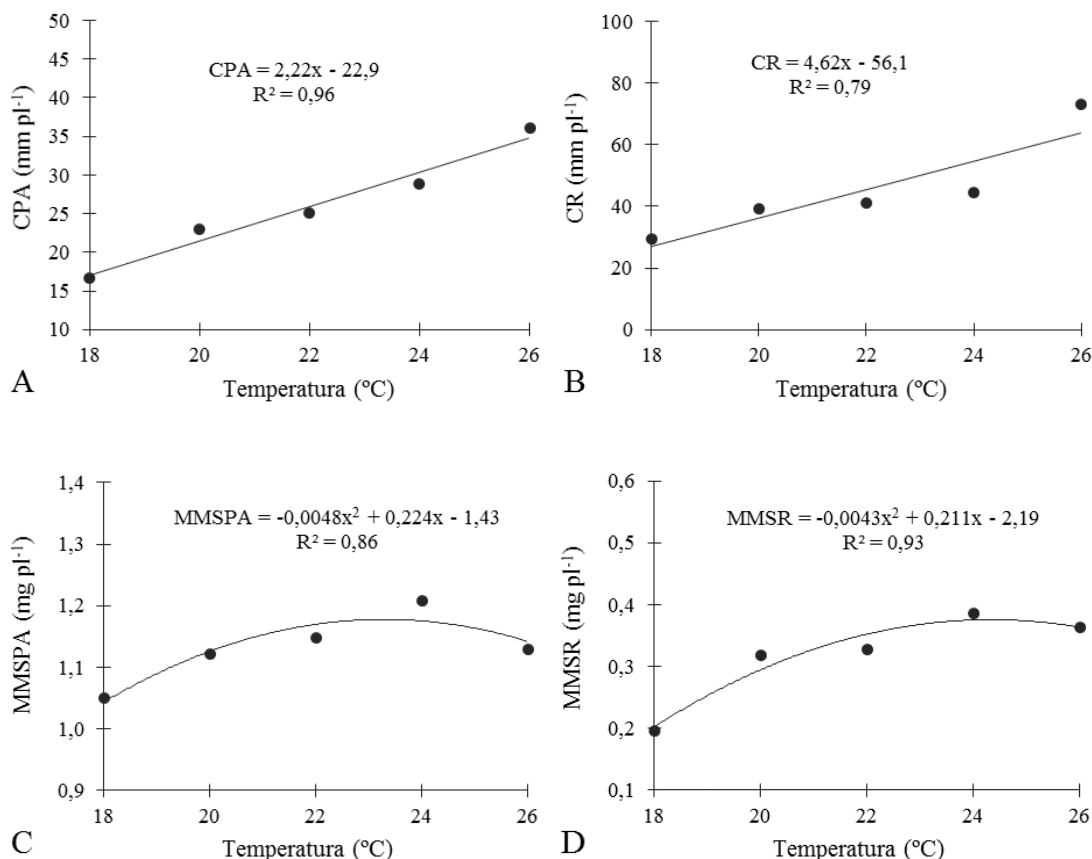 50
45
40
35
30
25
20
15
10
CPA (mm pl⁻¹)
CPA = 2,22x - 22,9
R² = 0,96
18 20 22 24 26
Temperatura (ºC)
A
100
80
60
40
20
0
CR (mm pl⁻¹)
CR = 4,62x - 56,1
R² = 0,79
18 20 22 24 26
Temperatura (ºC)
B
1,4
1,3
1,2
1,1
1,0
0,9
MMSPA (mg pl⁻¹)
MMSPA = -0,0048x² + 0,224x - 1,43
R² = 0,86
18 20 22 24 26
Temperatura (ºC)
C
0,6
0,5
0,4
0,3
0,2
0,1
MMSR (mg pl⁻¹)
MMSR = -0,0043x² + 0,211x - 2,19
R² = 0,93
18 20 22 24 26
Temperatura (ºC)
D